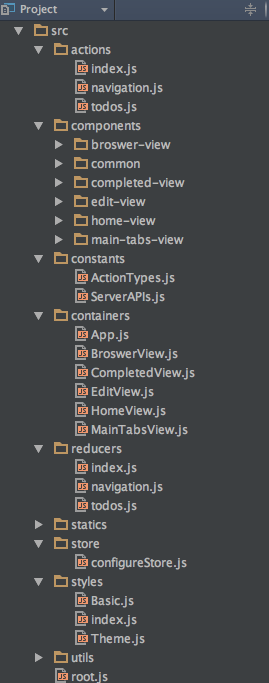 Project
src
actions
index.js
navigation.js
todos.js
components
broswer-view
common
completed-view
edit-view
home-view
main-tabs-view
constants
ActionTypes.js
ServerAPIs.js
containers
App.js
BroswerView.js
CompletedView.js
EditView.js
HomeView.js
MainTabsView.js
reducers
index.js
navigation.js
todos.js
statics
store
configureStore.js
styles
Basic.js
index.js
Theme.js
utils
root.js